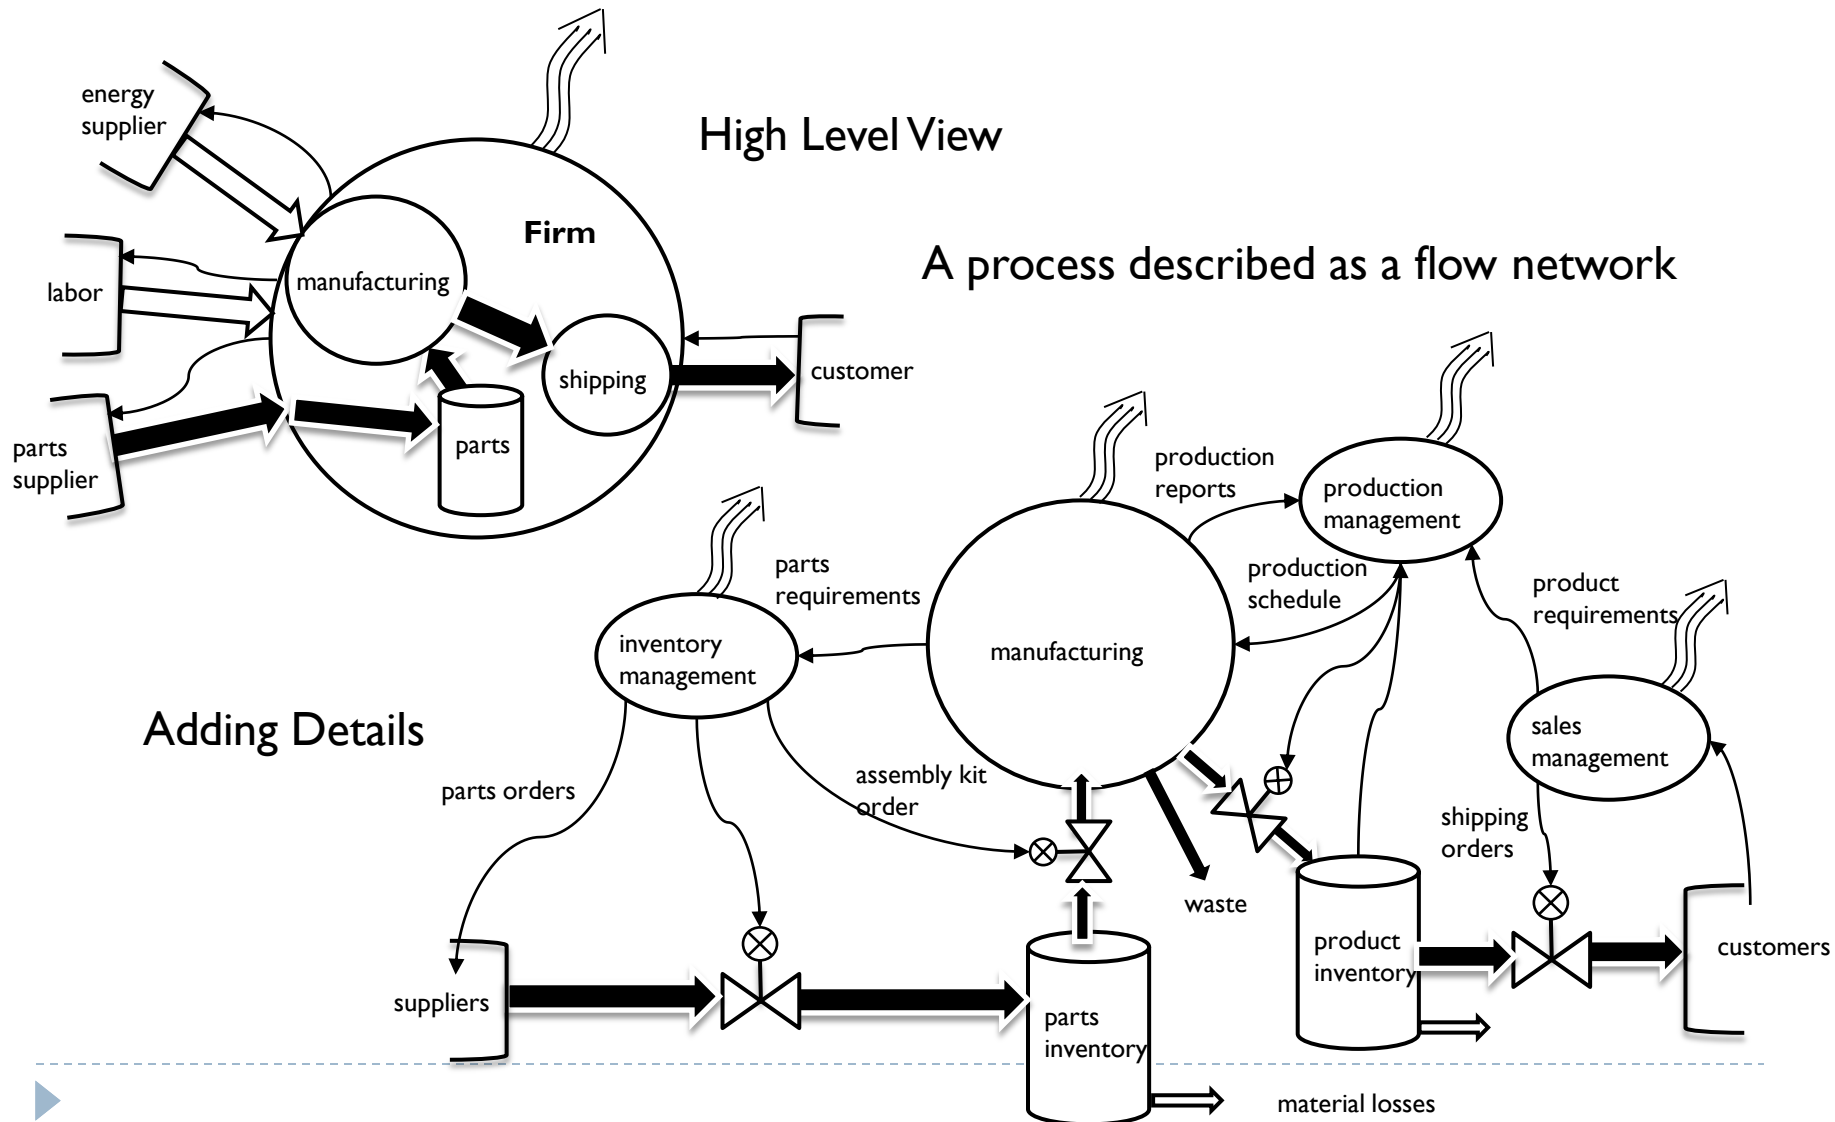 High Level View
A process described as a flow network
energy
supplier
Firm
manufacturing
labor
shipping
customer
parts
parts
supplier
Adding Details
production
reports
production
management
parts
requirements
production
schedule
product
requirements
inventory
management
manufacturing
sales
management
parts orders
assembly kit
order
shipping
orders
waste
suppliers
parts
inventory
product
inventory
customers
material losses